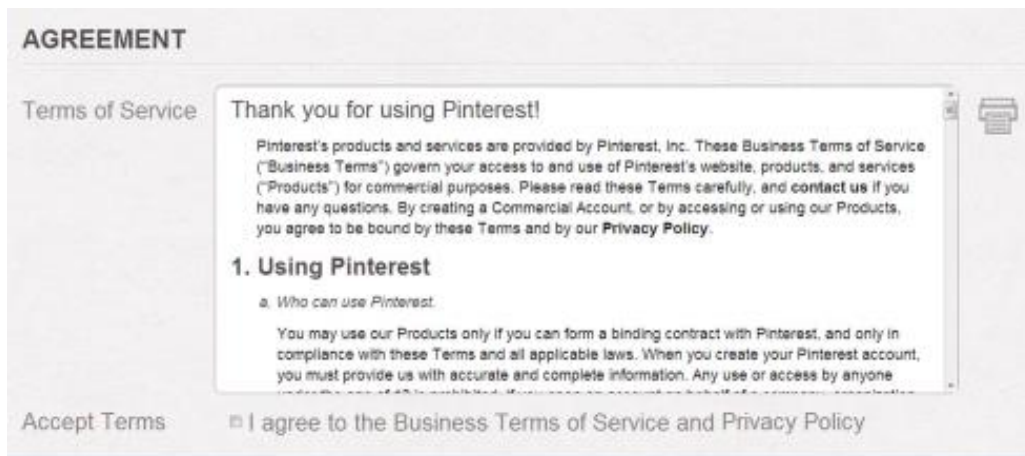 AGREEMENT
Terms of Service
Thank you for using Pinterest!
Pinterest's products and services are provided by Pinterest, Inc. These Business Terms of Service
("Business Terms") govern your access to and use of Pinterest's website, products, and services
("Products") for commercial purposes. Please read these Terms carefully, and contact us if you
have any questions. By creating a Commercial Account, or by accessing or using our Products,
you agree to be bound by these Terms and by our Privacy Policy.
1. Using Pinterest
a. Who can use Pinterest.
You may use our Products only if you can form a binding contract with Pinterest, and only in
compliance with these Terms and all applicable laws. When you create your Pinterest account,
you must provide us with accurate and complete information. Any use or access by anyone
Accept Terms
I agree to the Business Terms of Service and Privacy Policy